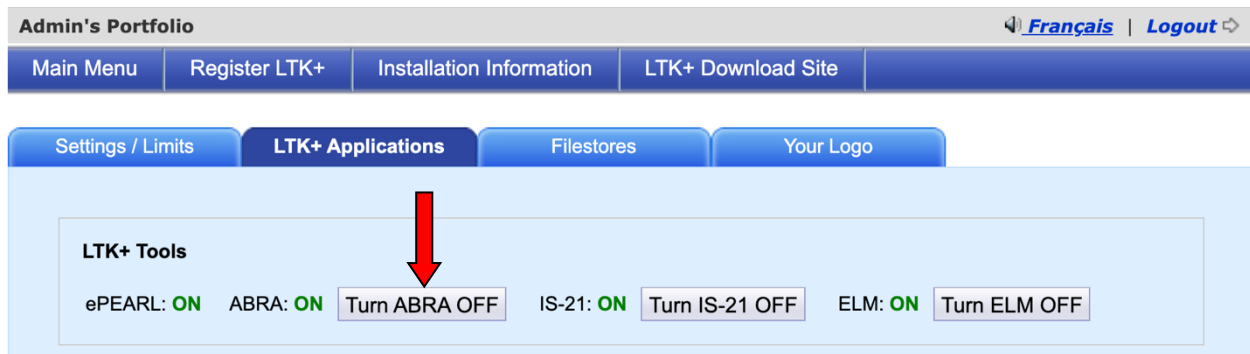 Admin's Portfolio Français | Logout
Main Menu Register LTK+ Installation Information LTK+ Download Site
Settings / Limits LTK+ Applications Filestores Your Logo
LTK+ Tools
ePEARL: ON ABRA: ON Turn ABRA OFF IS-21: ON Turn IS-21 OFF ELM: ON Turn ELM OFF